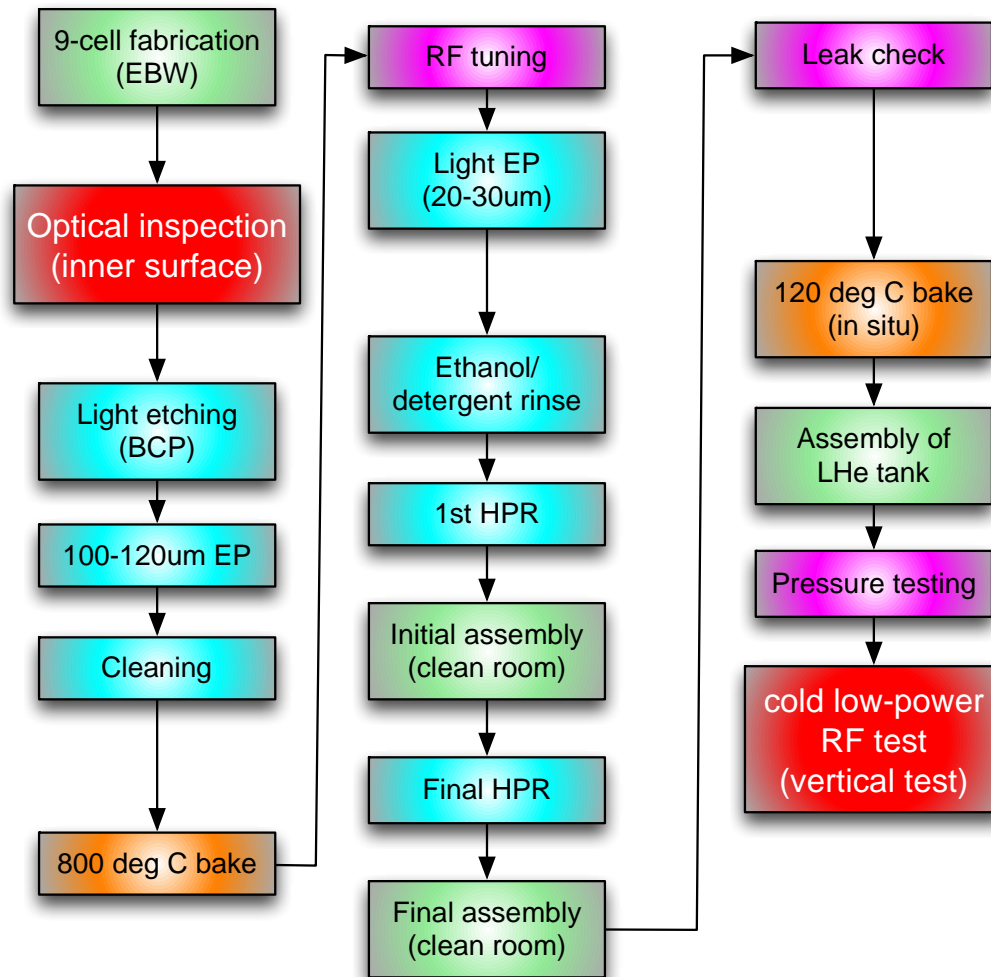 9-cell fabrication
(EBW)
Optical inspection
(inner surface)
Light etching
(BCP)
100-120um EP
Cleaning
800 deg C bake
RF tuning
Light EP
(20-30um)
Ethanol/
detergent rinse
1st HPR
Initial assembly
(clean room)
Final HPR
Final assembly
(clean room)
Leak check
120 deg C bake
(in situ)
Assembly of
LHe tank
Pressure testing
cold low-power
RF test
(vertical test)